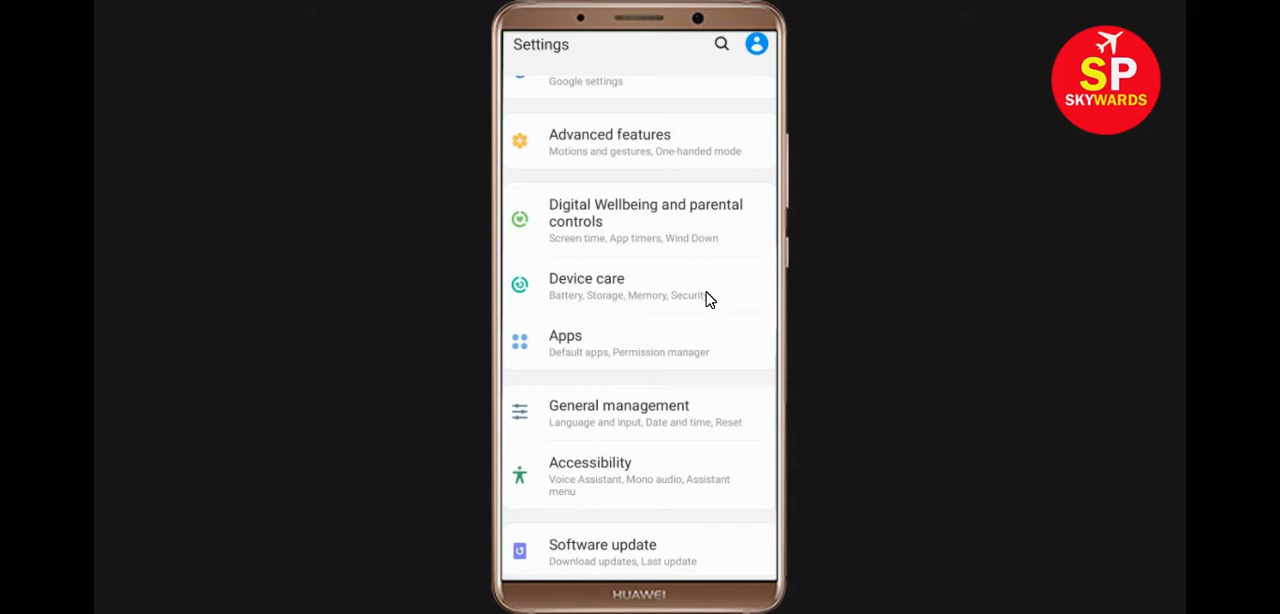 Settings
SP
SKYWARDS
Google settings
Advanced features
Motions and gestures, One-handed mode
Digital Wellbeing and parental
controls
Screen time, App timers, Wind Down
Device care
Battery, Storage, Memory, Security
Apps
Default apps, Permission manager
General management
Language and input, Date and time, Reset
Accessibility
Voice Assistant, Mono audio, Assistant
menu
Software update
Download updates, Last update
HUAWEI